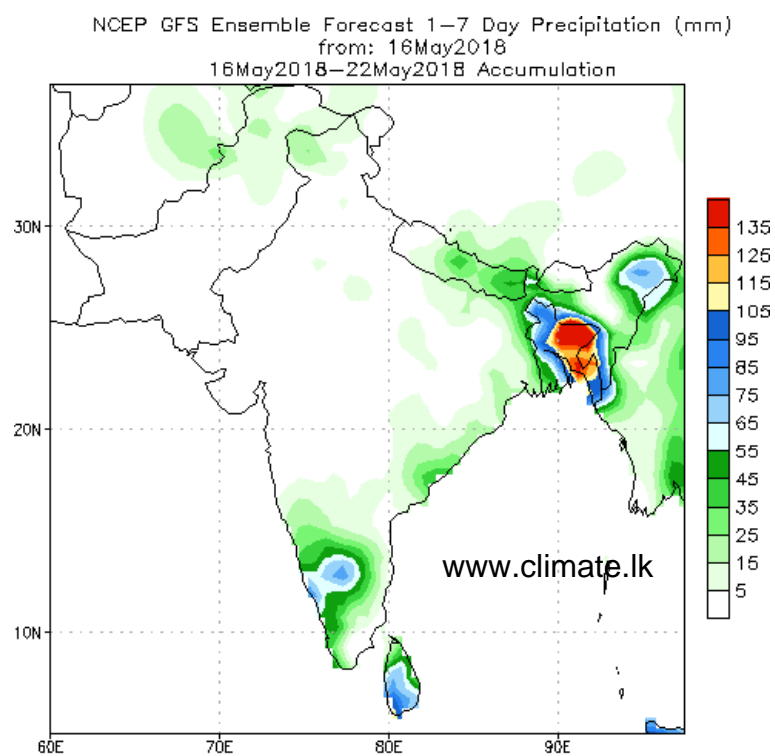 NCEP GFS Ensemble Forecast 1-7 Day Precipitation (mm)
from: 16May2018
16May2018-22May2018 Accumulation
30N
20N
10N
60E
70E
80E
90E
135
125
115
105
95
85
75
65
55
45
35
25
15
5
www.climate.lk